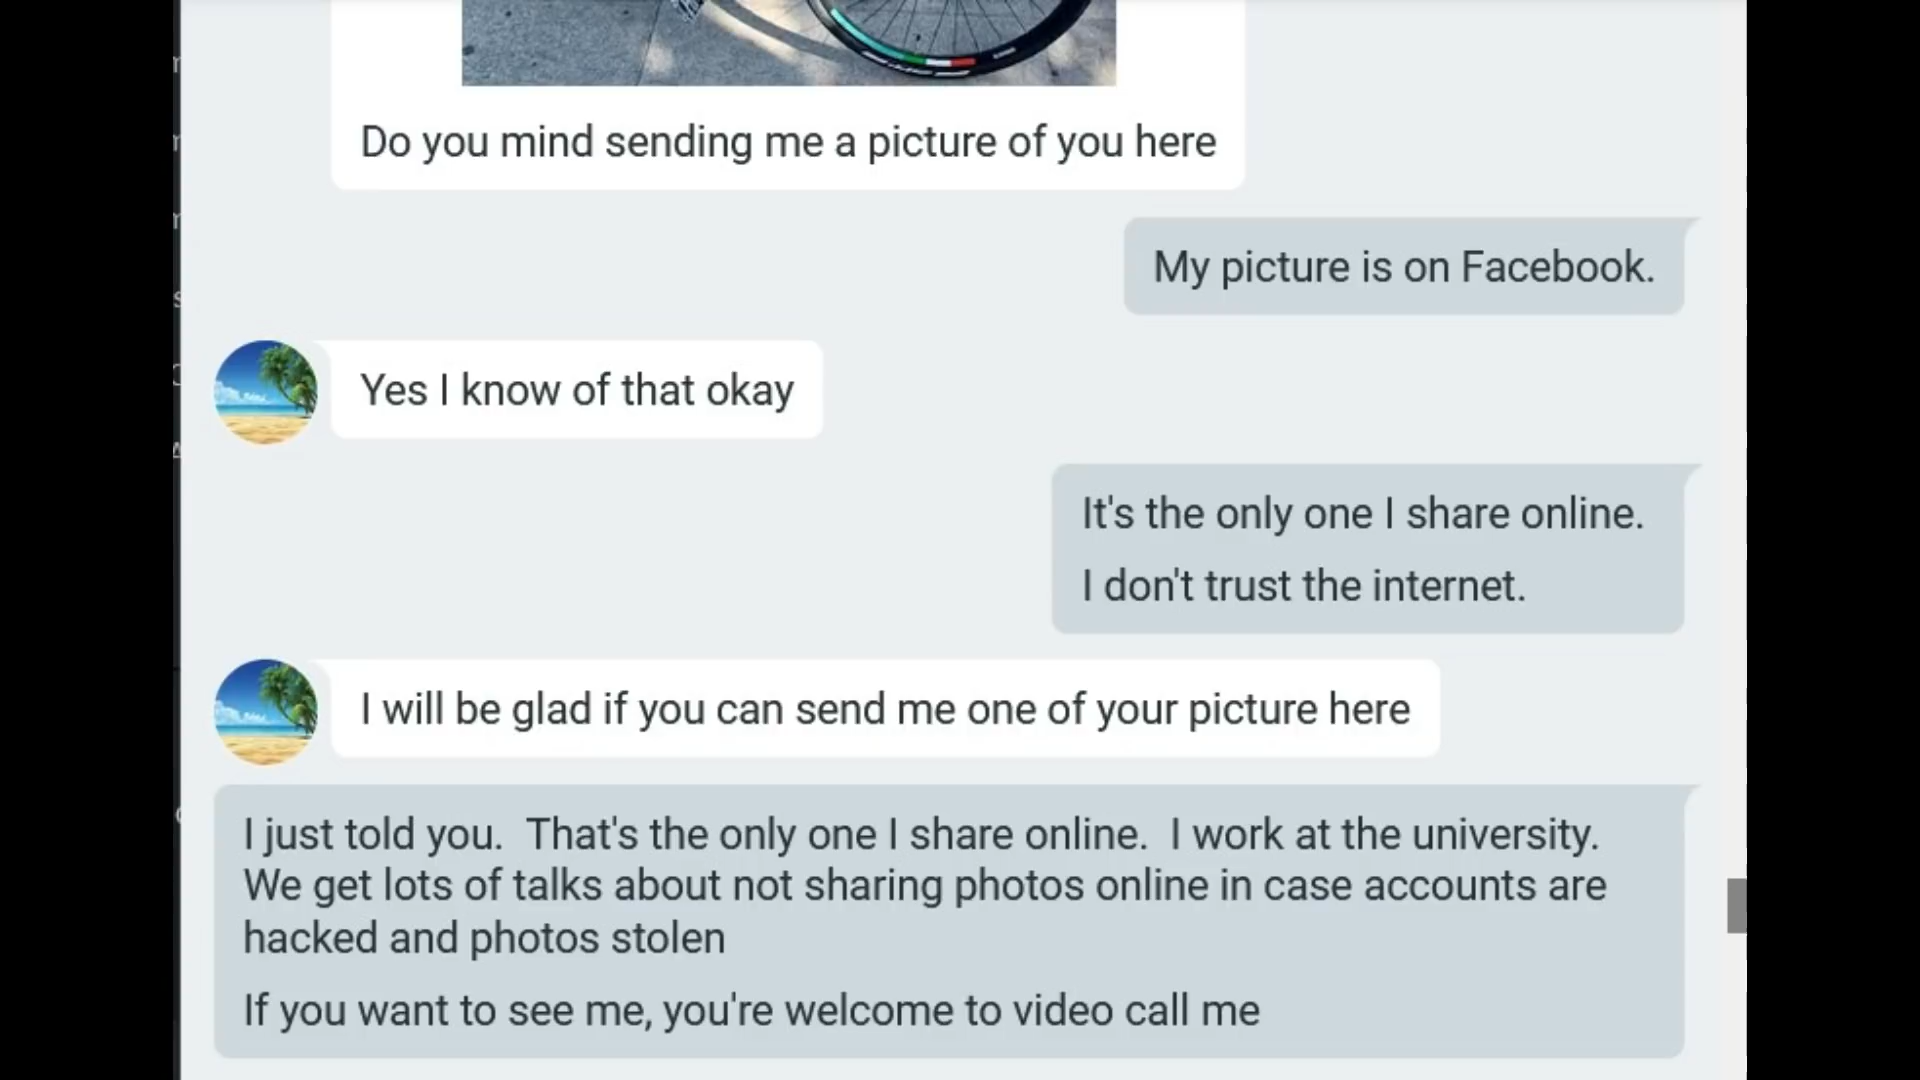 Do you mind sending me a picture of you here
My picture is on Facebook.
Yes I know of that okay
It's the only one I share online.
I don't trust the internet.
I will be glad if you can send me one of your picture here
I just told you.  That's the only one I share online.  I work at the university.
We get lots of talks about not sharing photos online in case accounts are
hacked and photos stolen
If you want to see me, you're welcome to video call me